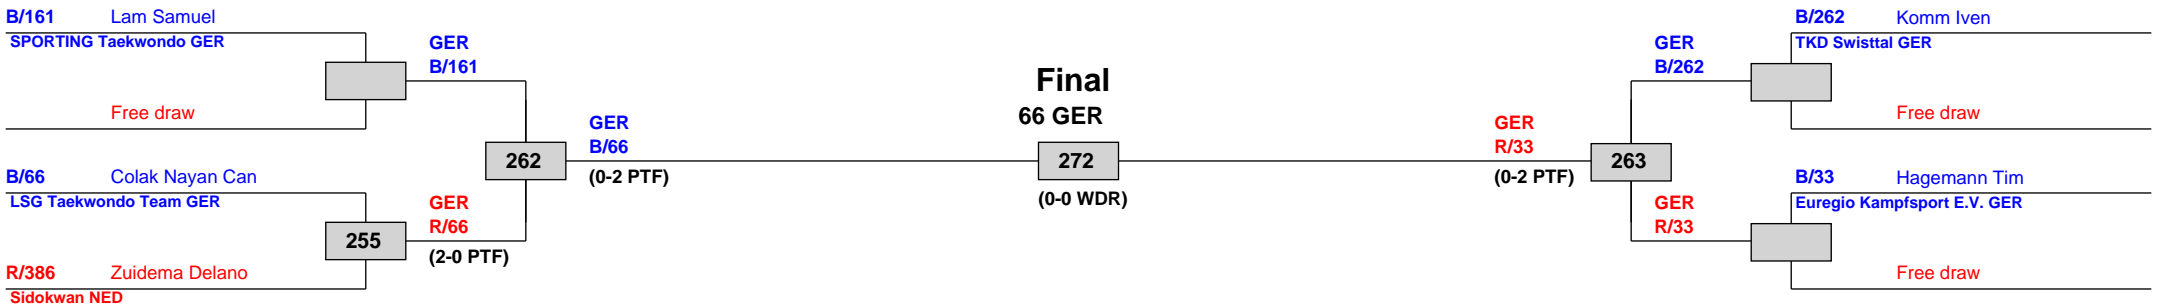 B/161 Lam Samuel
SPORTING Taekwondo GER
GER
B/161
Free draw
B/66 Colak Nayan Can
LSG Taekwondo Team GER
255
GER
R/66
(2-0 PTF)
R/386 Zuidema Delano
Sidokwan NED
262
GER
B/66
(0-2 PTF)
Final
66 GER
272
(0-0 WDR)
GER
R/33
(0-2 PTF)
263
GER
B/262
B/262 Komm Iven
TKD Swisttal GER
Free draw
GER
R/33
B/33 Hagemann Tim
Euregio Kampfsport E.V. GER
Free draw